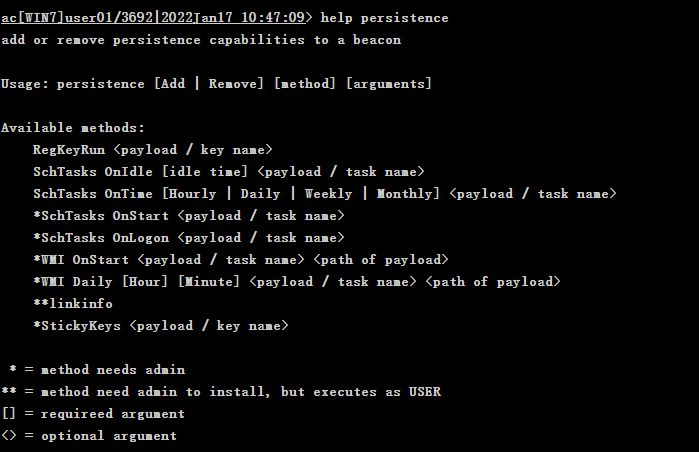 ac[WIN7]user01/3692|2022Jan17 10:47:09> help persistence
add or remove persistence capabilities to a beacon
Usage: persistence [Add | Remove] [method] [arguments]
Available methods:
RegKeyRun <payload / key name>
SchTasks OnIdle [idle time] <payload / task name>
SchTasks OnTime [Hourly | Daily | Weekly | Monthly] <payload / task name>
*SchTasks OnStart <payload / task name>
*SchTasks OnLogon <payload / task name>
*WMI OnStart <payload / task name> <path of payload>
*WMI Daily [Hour] [Minute] <payload / task name> <path of payload>
**linkinfo
*StickyKeys <payload / key name>
* = method needs admin
** = method need admin to install, but executes as USER
[] = requireed argument
<> = optional argument